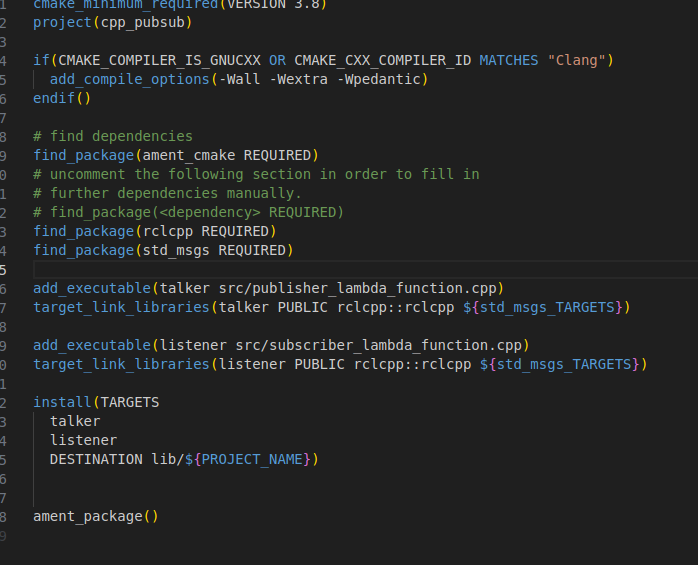 1 cmake_minimum_required(VERSION 3.8)
2 project(cpp_pubsub)
3
4 if(CMAKE_COMPILER_IS_GNUCXX OR CMAKE_CXX_COMPILER_ID MATCHES "Clang")
5 add_compile_options(-Wall -Wextra -Wpedantic)
6 endif()
7
8 # find dependencies
9 find_package(ament_cmake REQUIRED)
0 # uncomment the following section in order to fill in
1 # further dependencies manually.
2 # find_package(<dependency> REQUIRED)
3 find_package(rclcpp REQUIRED)
4 find_package(std_msgs REQUIRED)
5
6 add_executable(talker src/publisher_lambda_function.cpp)
7 target_link_libraries(talker PUBLIC rclcpp::rclcpp ${std_msgs_TARGETS})
8
9 add_executable(listener src/subscriber_lambda_function.cpp)
0 target_link_libraries(listener PUBLIC rclcpp::rclcpp ${std_msgs_TARGETS})
1
2 install(TARGETS
3 talker
4 listener
5 DESTINATION lib/${PROJECT_NAME})
6
7
8 ament_package()
9